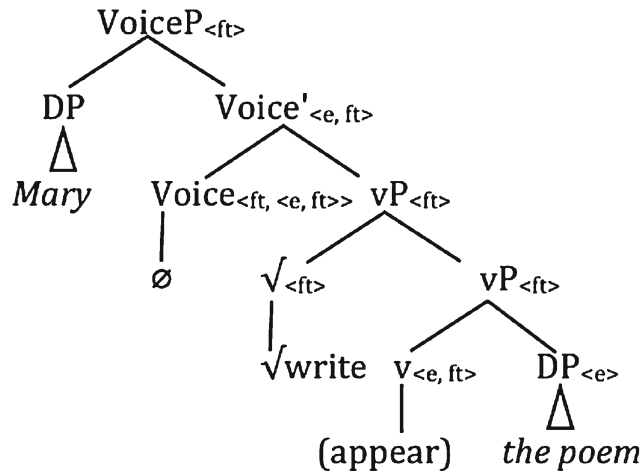 VoiceP<ft>
DP Voice'<e, ft>
Mary Voice<ft, <e, ft>> vP<ft>
∅ √<ft> vP<ft>
√write v<e, ft> DP<e>
(appear) the poem